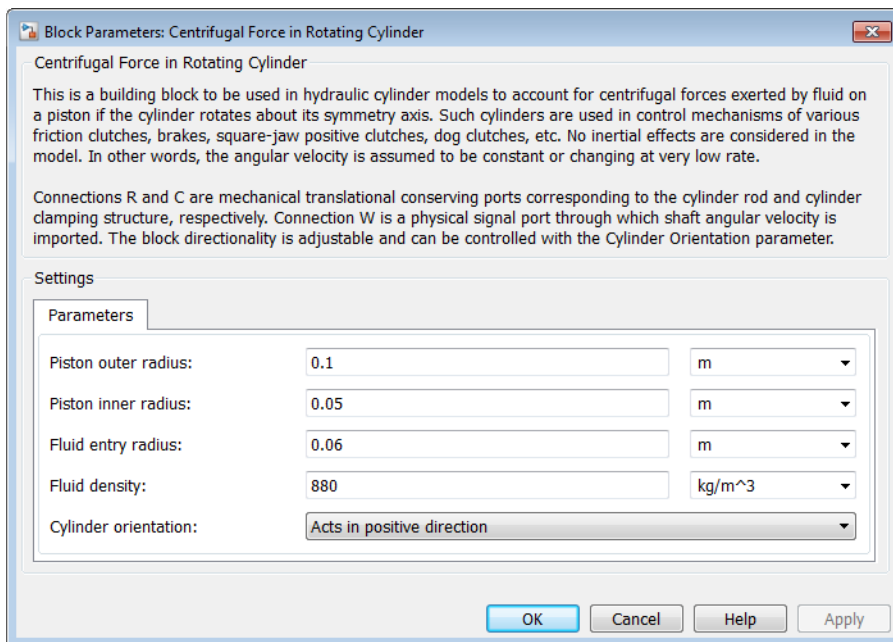 Block Parameters: Centrifugal Force in Rotating Cylinder
Centrifugal Force in Rotating Cylinder
This is a building block to be used in hydraulic cylinder models to account for centrifugal forces exerted by fluid on
a piston if the cylinder rotates about its symmetry axis. Such cylinders are used in control mechanisms of various
friction clutches, brakes, square-jaw positive clutches, dog clutches, etc. No inertial effects are considered in the
model. In other words, the angular velocity is assumed to be constant or changing at very low rate.
Connections R and C are mechanical translational conserving ports corresponding to the cylinder rod and cylinder
clamping structure, respectively. Connection W is a physical signal port through which shaft angular velocity is
imported. The block directionality is adjustable and can be controlled with the Cylinder Orientation parameter.
Settings
Parameters
Piston outer radius: 0.1 m
Piston inner radius: 0.05 m
Fluid entry radius: 0.06 m
Fluid density: 880 kg/m^3
Cylinder orientation: Acts in positive direction
OK Cancel Help Apply